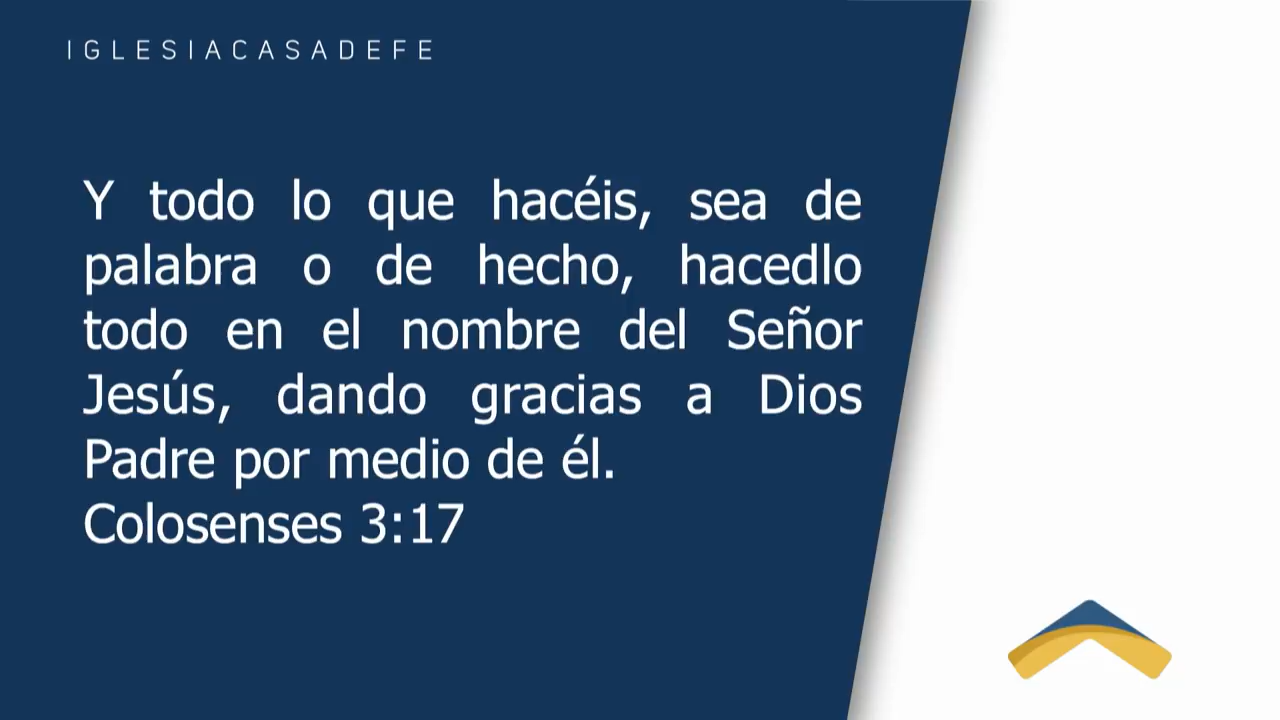 IGLESIACASADEFE
Y todo lo que hacéis, sea de
palabra o de hecho, hacedlo
todo en el nombre del Señor
Jesús, dando gracias a Dios
Padre por medio de él.
Colosenses 3:17